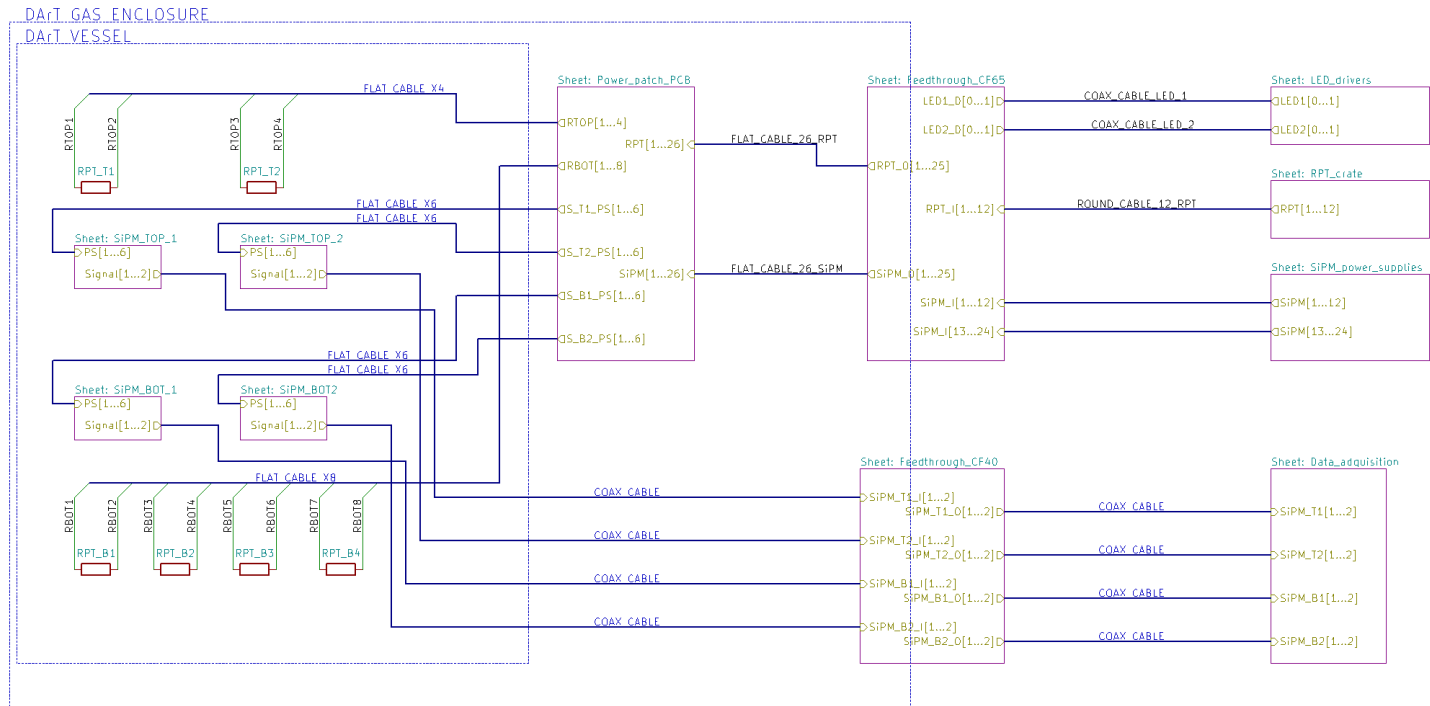 DArT GAS ENCLOSURE
DArT VESSEL
FLAT CABLE X4
RTOP1
RTOP2
RTOP3
RTOP4
RPT_T1
RPT_T2
FLAT CABLE X6
FLAT CABLE X6
Sheet: SiPM_TOP_1
PS[1...6]
Signal[1...2]
Sheet: SiPM_TOP_2
PS[1...6]
Signal[1...2]
FLAT CABLE X6
FLAT CABLE X6
Sheet: SiPM_BOT_1
PS[1...6]
Signal[1...2]
Sheet: SiPM_BOT2
PS[1...6]
Signal[1...2]
FLAT CABLE X8
RBOT1
RBOT2
RBOT3
RBOT4
RBOT5
RBOT6
RBOT7
RBOT8
RPT_B1
RPT_B2
RPT_B3
RPT_B4
Sheet: Power_patch_PCB
RTOP[1...4]
RPT[1...26]
RBOT[1...8]
S_T1_PS[1...6]
S_T2_PS[1...6]
SiPM[1...26]
S_B1_PS[1...6]
S_B2_PS[1...6]
FLAT_CABLE_26_RPT
FLAT_CABLE_26_SiPM
Sheet: Feedthrough_CF65
LED1_D[0...1]
LED2_D[0...1]
RPT_O[1...25]
RPT_I[1...12]
SiPM_O[1...25]
SiPM_I[1...12]
SiPM_I[13...24]
COAX_CABLE_LED_1
COAX_CABLE_LED_2
ROUND_CABLE_12_RPT
Sheet: LED_drivers
LED1[0...1]
LED2[0...1]
Sheet: RPT_crate
RPT[1...12]
Sheet: SiPM_power_supplies
SiPM[1...12]
SiPM[13...24]
COAX CABLE
COAX CABLE
COAX CABLE
COAX CABLE
Sheet: Feedthrough_CF40
SiPM_T1_I[1...2]
SiPM_T1_O[1...2]
SiPM_T2_I[1...2]
SiPM_T2_O[1...2]
SiPM_B1_I[1...2]
SiPM_B1_O[1...2]
SiPM_B2_I[1...2]
SiPM_B2_O[1...2]
COAX CABLE
COAX CABLE
COAX CABLE
COAX CABLE
Sheet: Data_adquisition
SiPM_T1[1...2]
SiPM_T2[1...2]
SiPM_B1[1...2]
SiPM_B2[1...2]